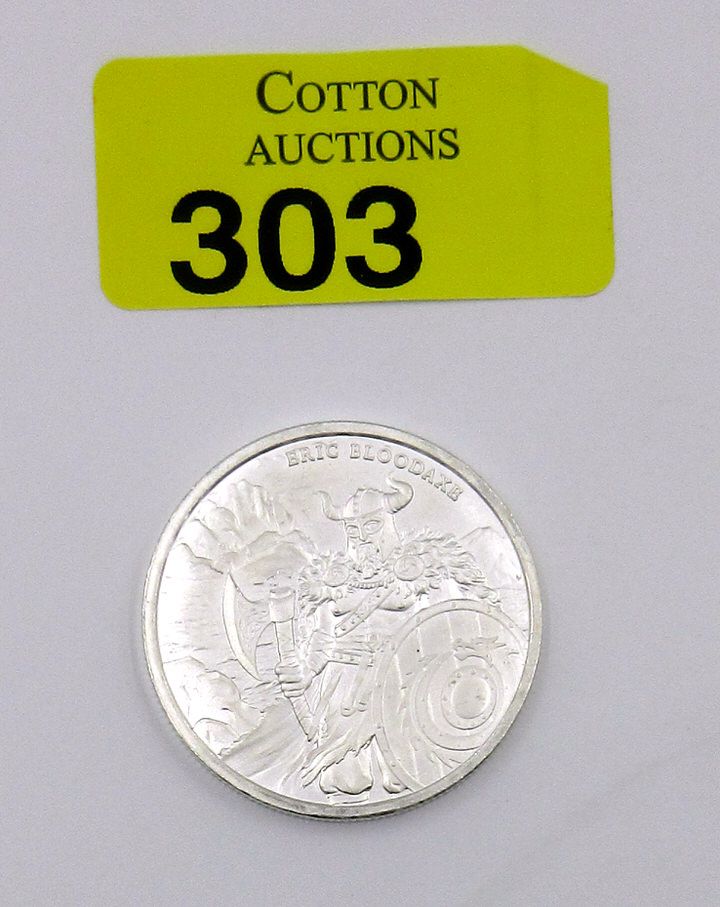 COTTON
AUCTIONS
303
ERIC BLOODAXE